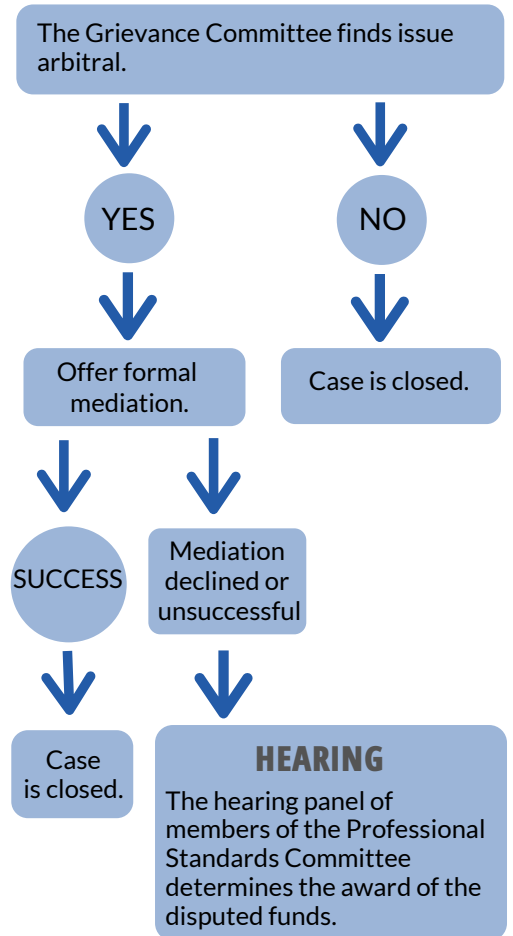 The Grievance Committee finds issue
arbitral.
YES
NO
Offer formal
mediation.
Case is closed.
SUCCESS
Mediation
declined or
unsuccessful
Case
is closed.
HEARING
The hearing panel of
members of the Professional
Standards Committee
determines the award of the
disputed funds.